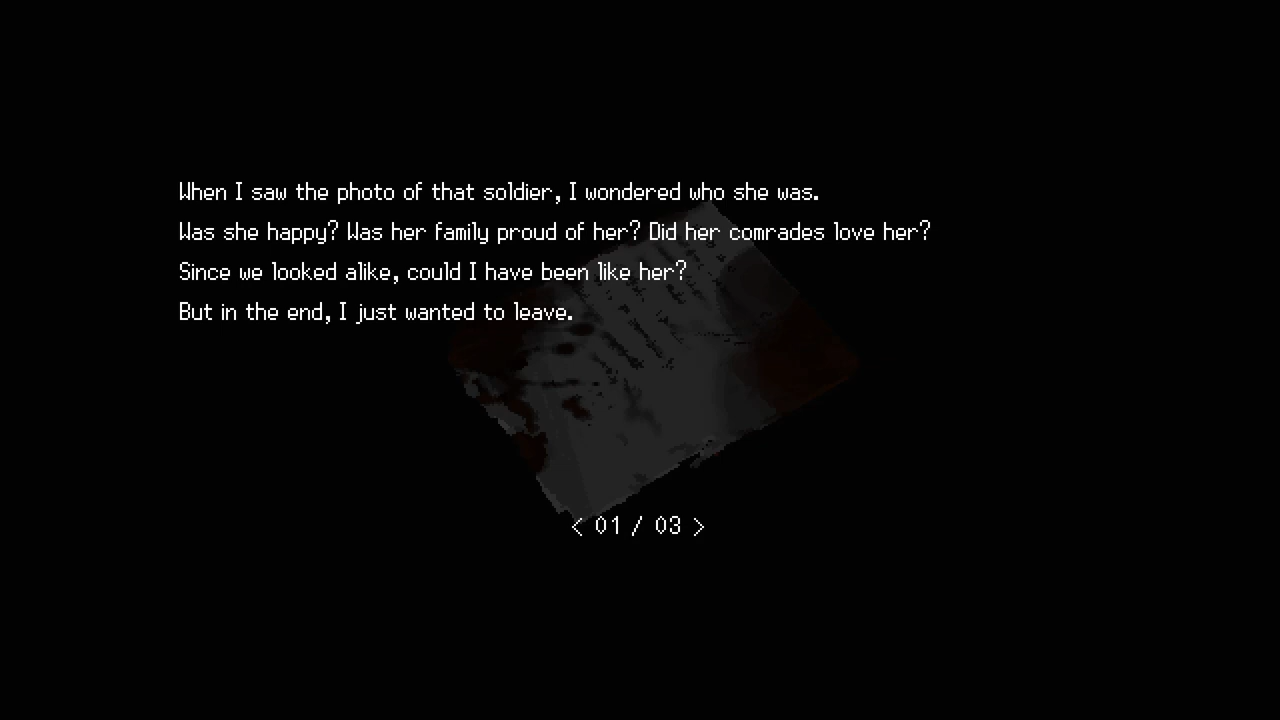 When I saw the photo of that soldier, I wondered who she was.
Was she happy? Was her family proud of her? Did her comrades love her?
Since we looked alike, could I have been like her?
But in the end, I just wanted to leave.
< 01 / 03 >